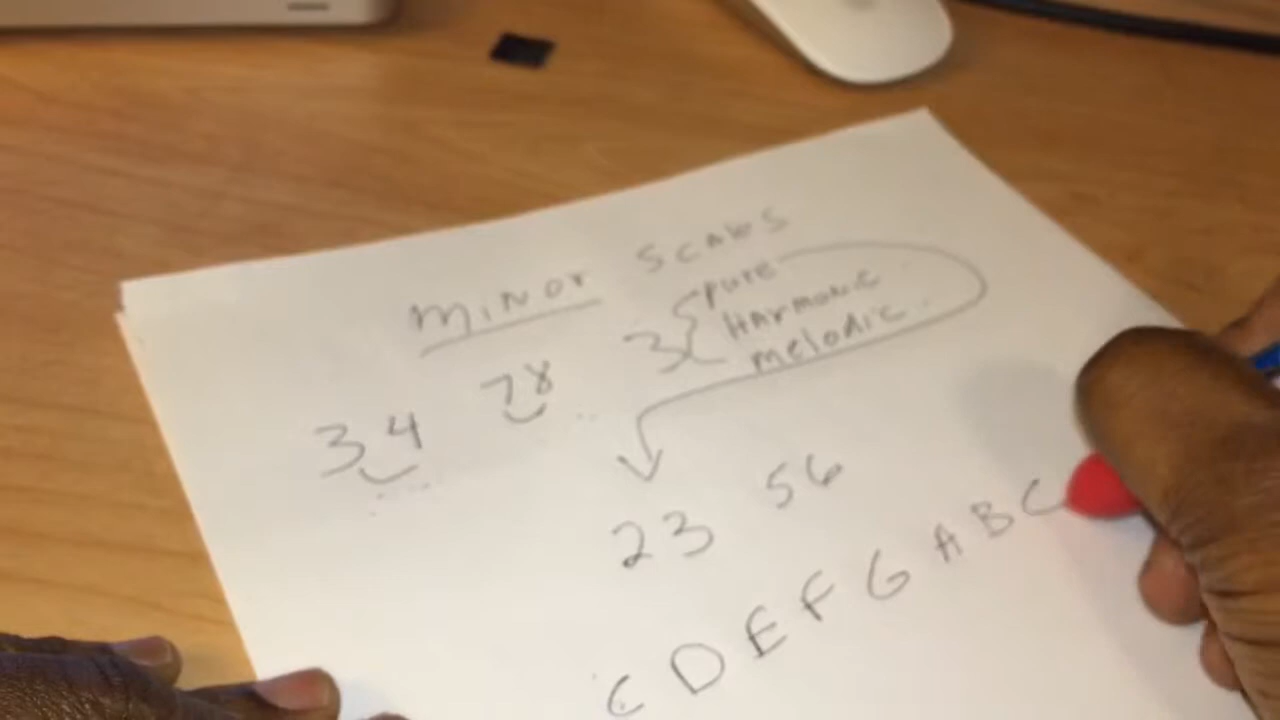 MINOR SCALES
3 { PURE
HARMONIC
MELODIC
34 78
23 56
C D E F G A B C